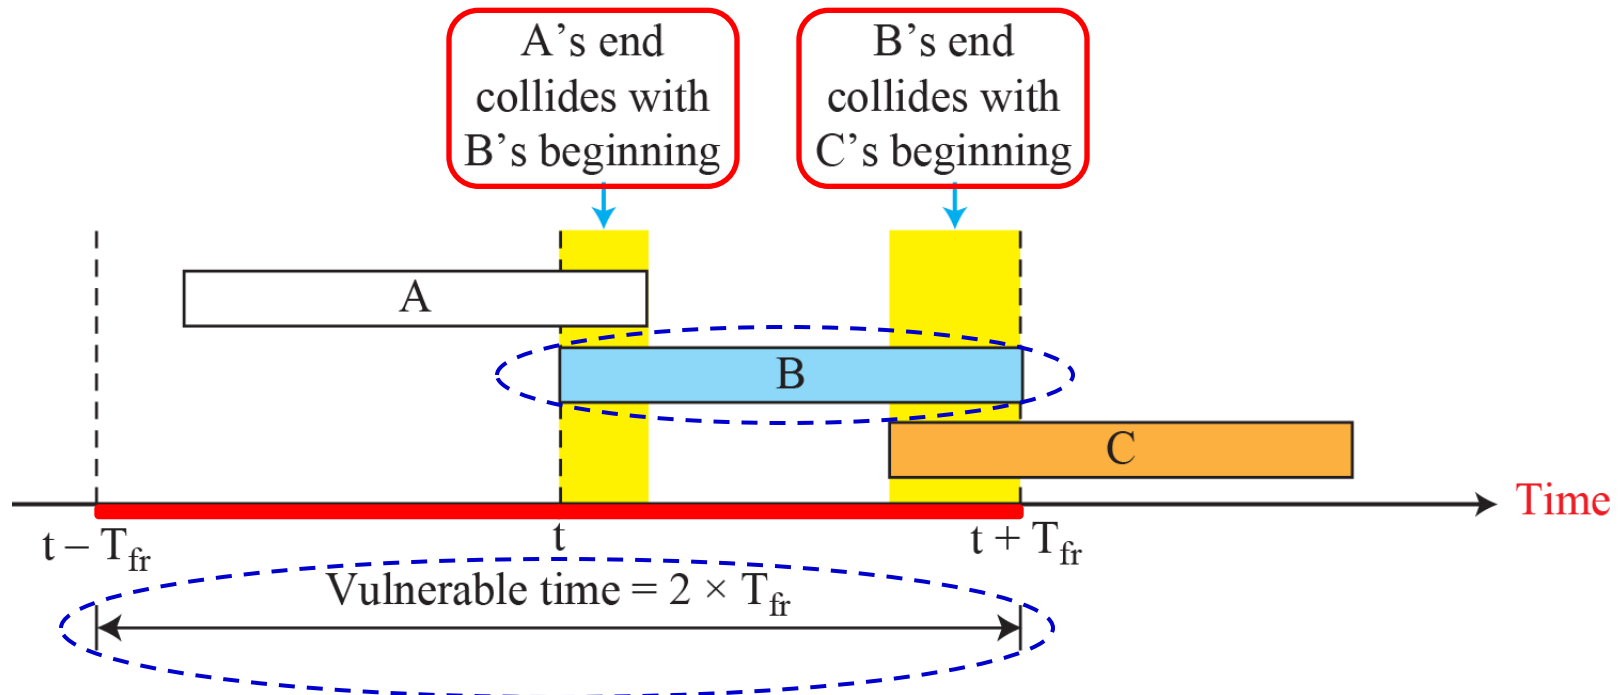 A’s end
collides with
B’s beginning
B’s end
collides with
C’s beginning
A
B
C
Time
t – Tfr
t
t + Tfr
Vulnerable time = 2 × Tfr